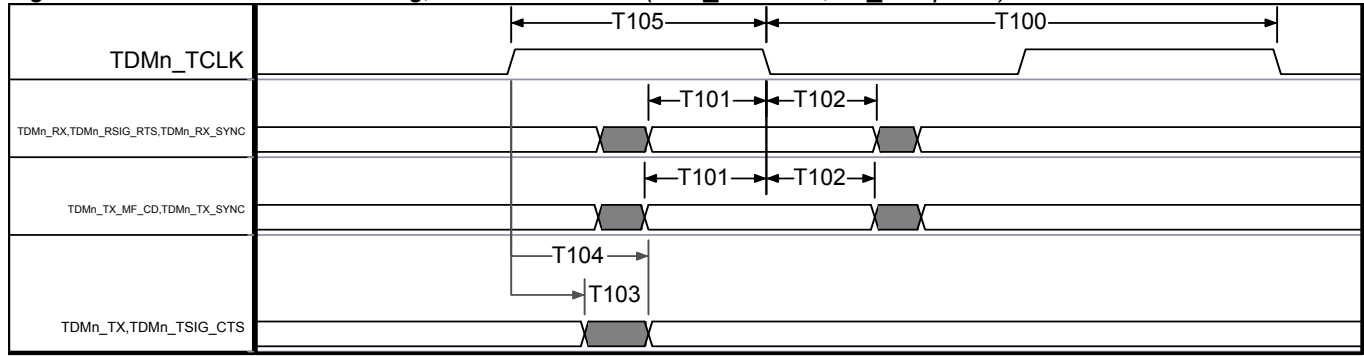 T105 T100
TDMn_TCLK
T101 T102
TDMn_RX,TDMn_RSIG_RTS,TDMn_RX_SYNC
T101 T102
TDMn_TX_MF_CD,TDMn_TX_SYNC
T104
T103
TDMn_TX,TDMn_TSIG_CTS